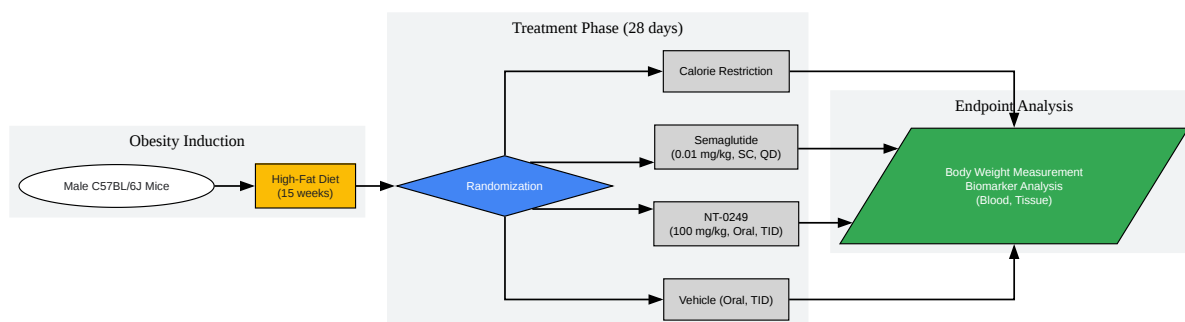 Treatment Phase (28 days)
Calorie Restriction
Endpoint Analysis
Obesity Induction
Semaglutide
(0.01 mg/kg, SC, QD)
Male C57BL/6J Mice
High-Fat Diet
(15 weeks)
Randomization
Body Weight Measurement
Biomarker Analysis
(Blood, Tissue)
NT-0249
(100 mg/kg, Oral, TID)
Vehicle (Oral, TID)